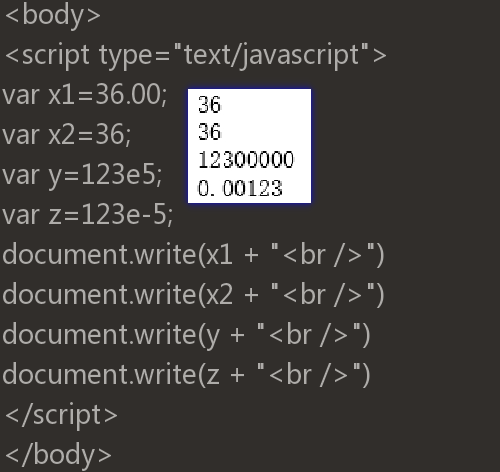 <body>
<script type="text/javascript">
var x1=36.00;
var x2=36;
var y=123e5;
var z=123e-5;
document.write(x1 + "<br />")
document.write(x2 + "<br />")
document.write(y + "<br />")
document.write(z + "<br />")
</script>
</body>
36
36
12300000
0.00123